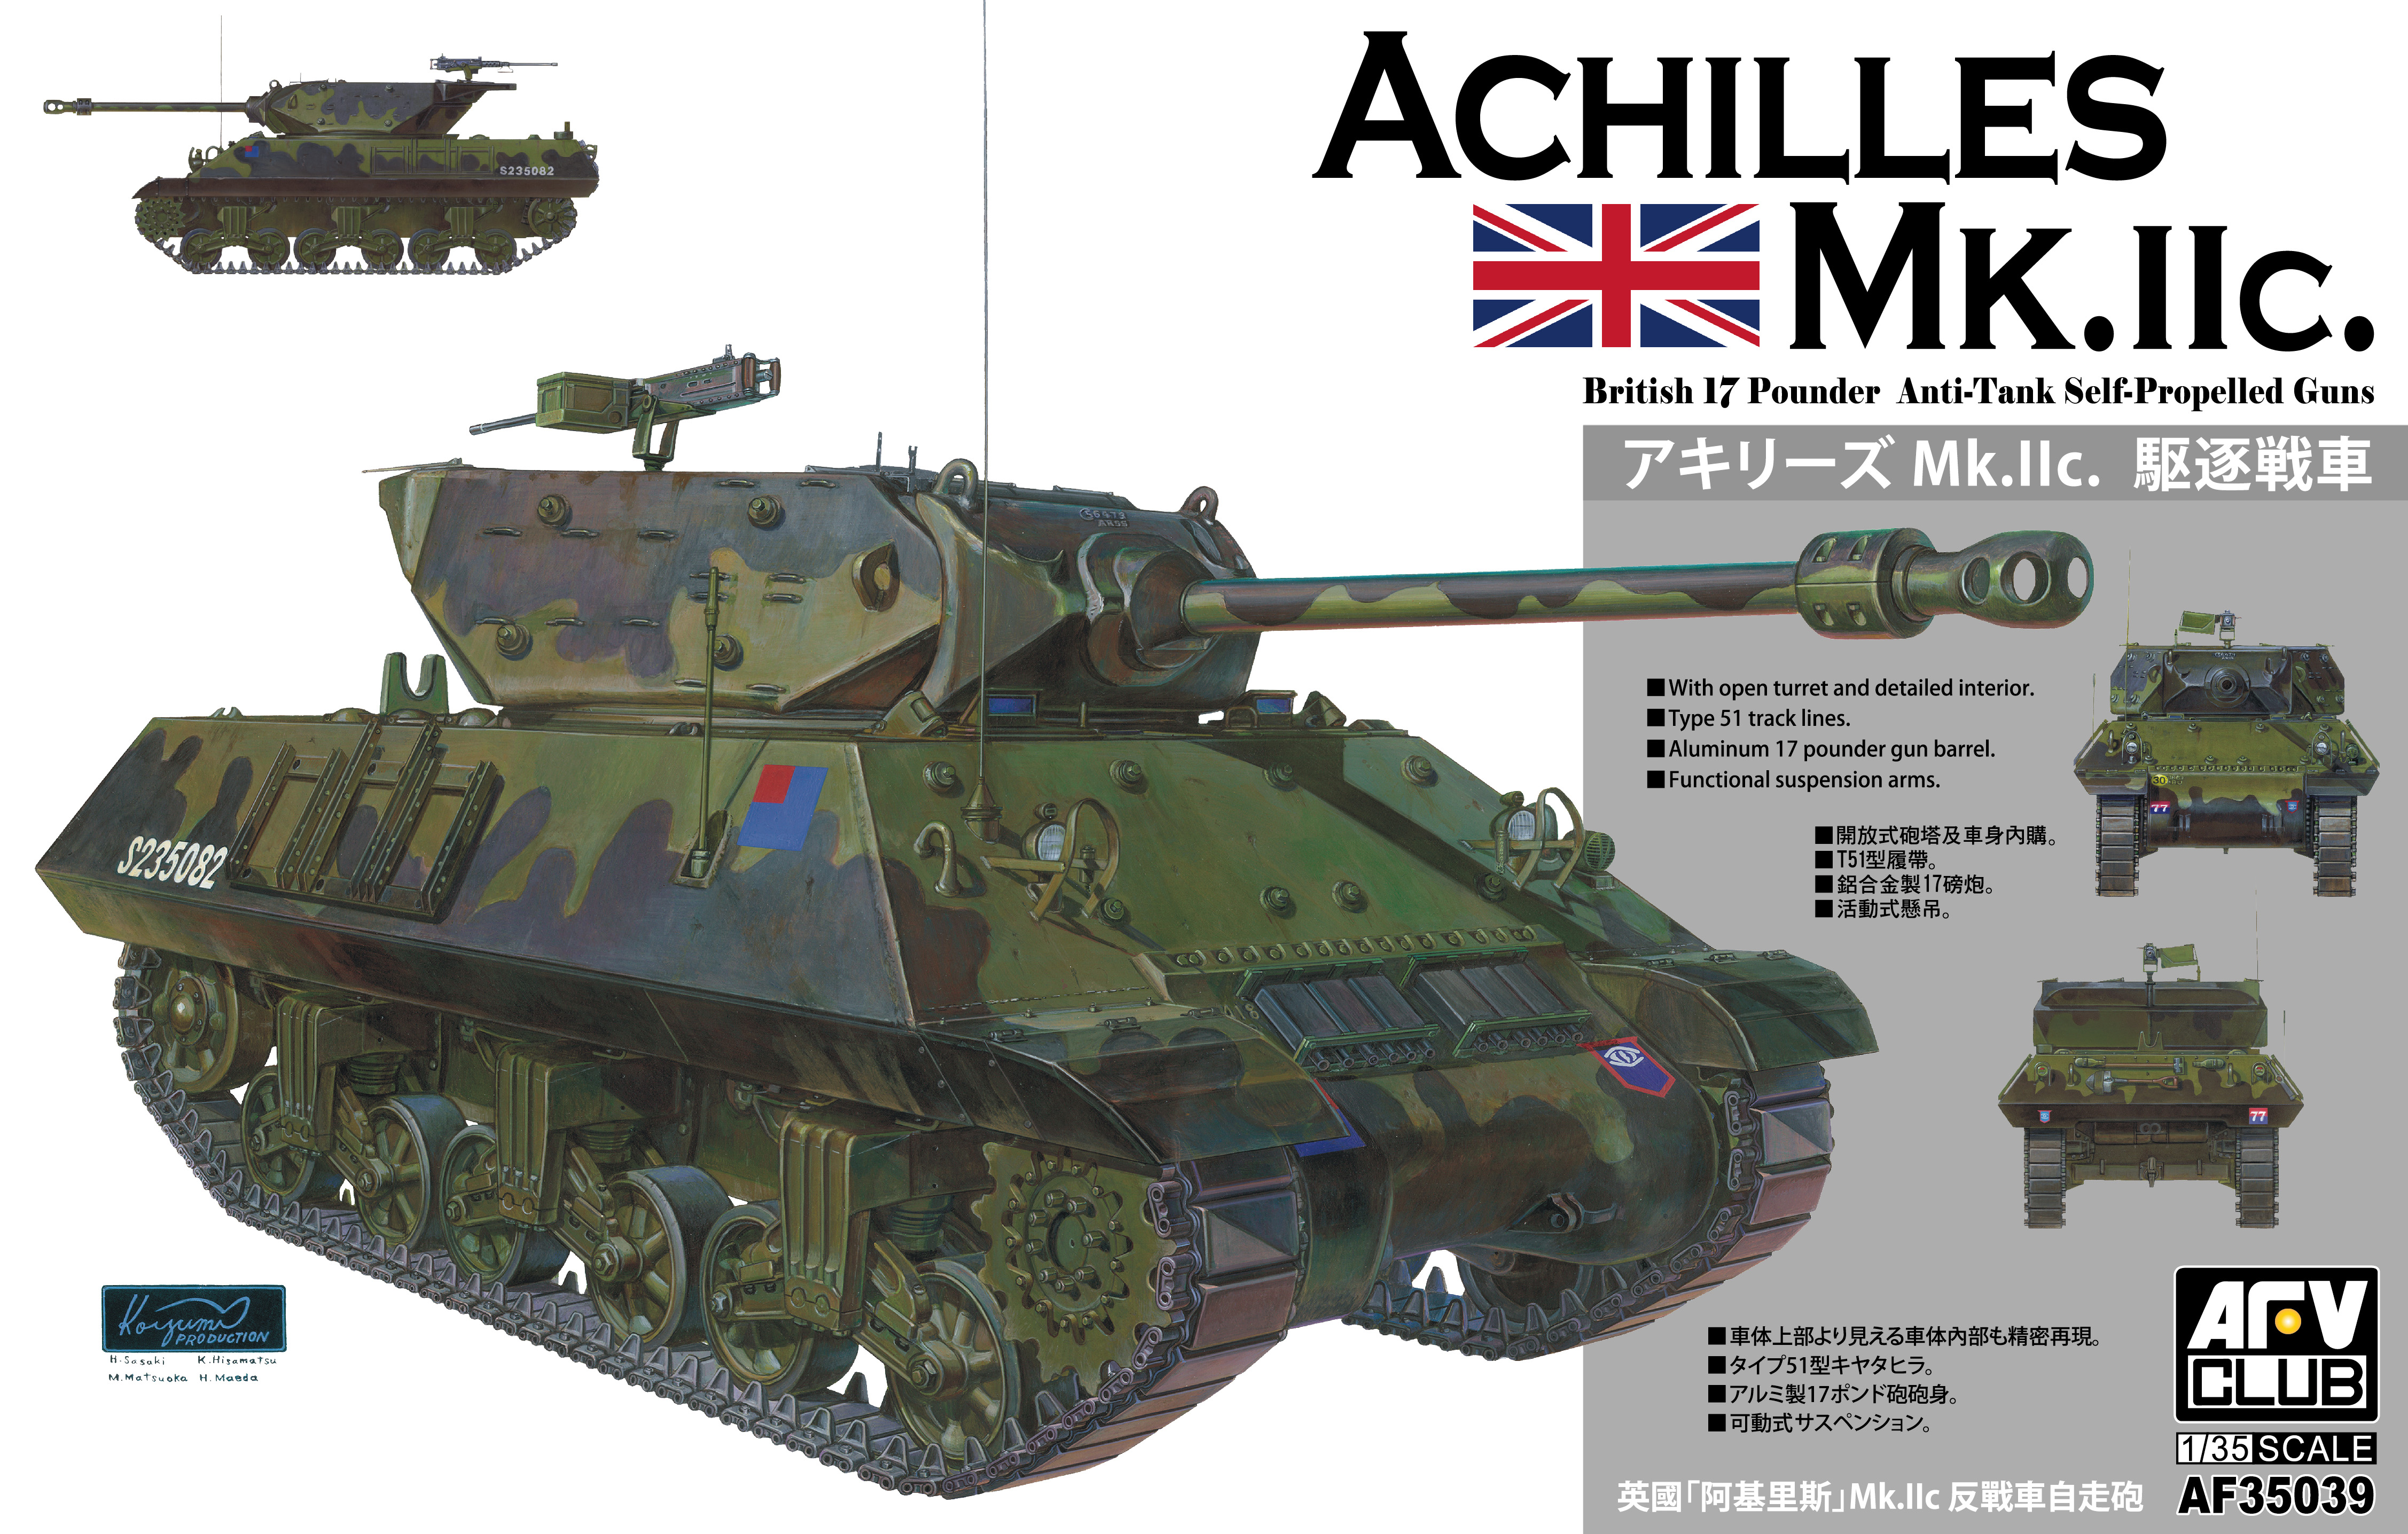 ACHILLES
MK.IIC.
British 17 Pounder Anti-Tank Self-Propelled Guns
アキリーズ Mk.IIc. 駆逐戦車
S235082
S235082
■With open turret and detailed interior.
■Type 51 track lines.
■Aluminum 17 pounder gun barrel.
■Functional suspension arms.
■開放式砲塔及車身內購。
■T51型履帶。
■鋁合金製17磅炮。
■活動式懸吊。
30
77
77
■車体上部より見える車体內部も精密再現。
■タイプ51型キヤタヒラ。
■アルミ製17ポンド砲砲身。
■可動式サスペンション。
Koizumi
PRODUCTION
H.Sasaki K.Hisamatsu
M.Matsuoka H.Maeda
AFV
CLUB
1/35 SCALE
AF35039
英國「阿基里斯」Mk.IIc 反戰車自走砲